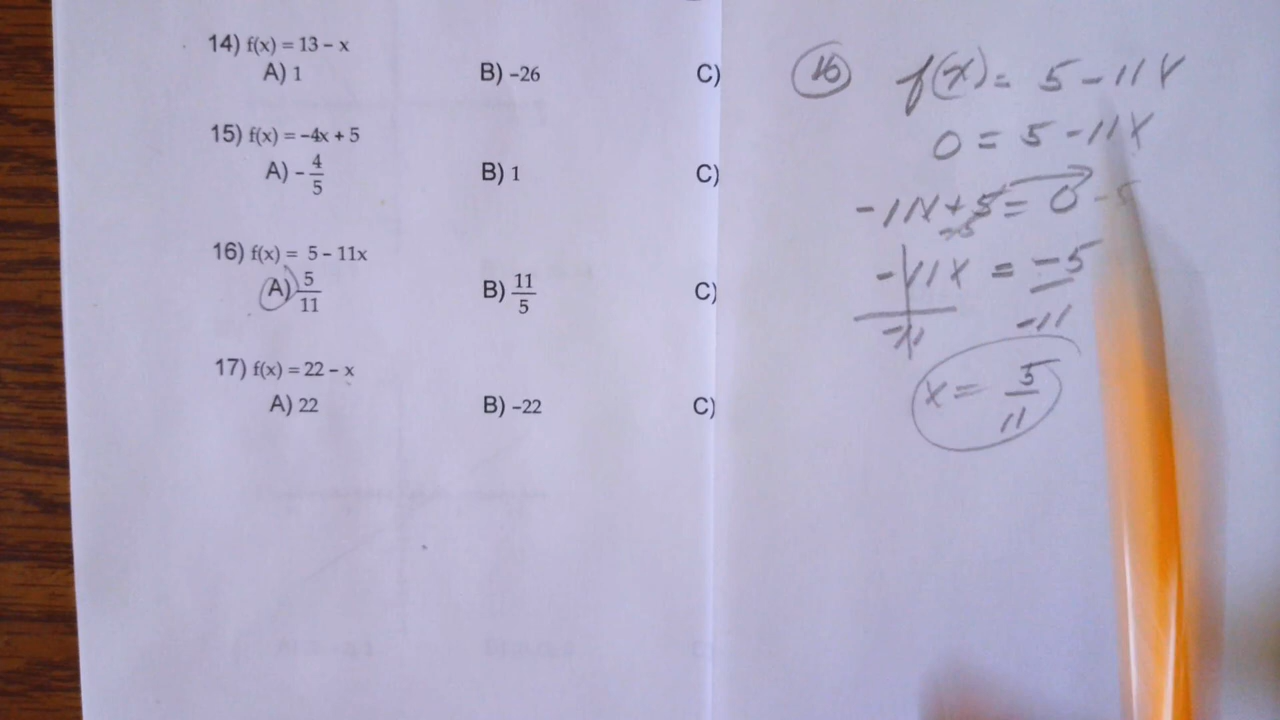 14) f(x) = 13 – x
A) 1 B) –26 C)
15) f(x) = –4x + 5
A) – 4/5 B) 1 C)
16) f(x) = 5 – 11x
A) 5/11 B) 11/5 C)
17) f(x) = 22 – x
A) 22 B) –22 C)
16 f(x) = 5 – 11x
0 = 5 – 11x
–11x + 5 = 0 – 5
–5
–11x = –5
–11 –11
x = 5/11